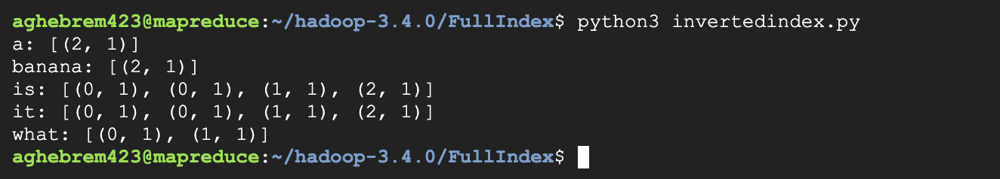 aghebrem423@mapreduce:~/hadoop-3.4.0/FullIndex$ python3 invertedindex.py
a: [(2, 1)]
banana: [(2, 1)]
is: [(0, 1), (0, 1), (1, 1), (2, 1)]
it: [(0, 1), (0, 1), (1, 1), (2, 1)]
what: [(0, 1), (1, 1)]
aghebrem423@mapreduce:~/hadoop-3.4.0/FullIndex$